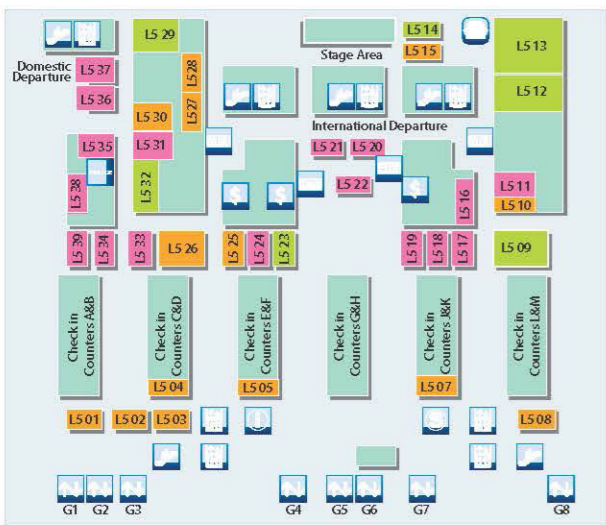 L5 29
L5 14
L5 15
L5 13
Stage Area
Domestic
Departure
L5 37
L5 28
L5 36
L5 27
L5 12
L5 30
International Departure
L5 35
L5 31
L5 21
L5 20
L5 38
L5 32
L5 22
L5 16
L5 11
L5 10
L5 39
L5 34
L5 33
L5 26
L5 25
L5 24
L5 23
L5 19
L5 18
L5 17
L5 09
Check in
Counters A&B
Check in
Counters C&D
Check in
Counters E&F
Check in
Counters G&H
Check in
Counters J&K
Check in
Counters L&M
L5 04
L5 05
L5 07
L5 01
L5 02
L5 03
L5 08
G1
G2
G3
G4
G5
G6
G7
G8